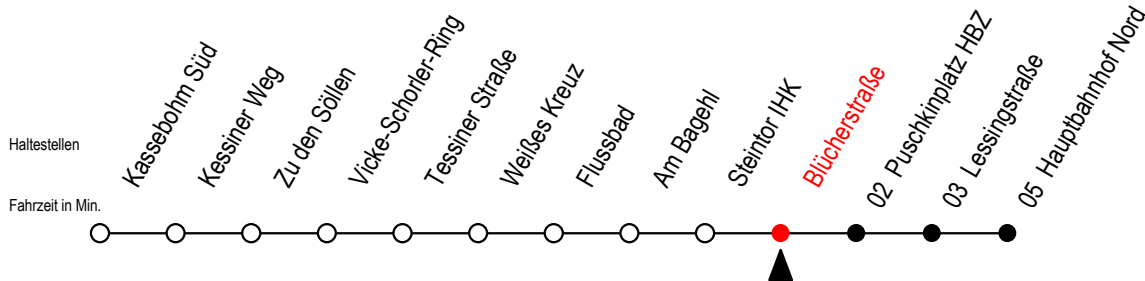 Haltestellen
Fahrzeit in Min.
Kassebohm Süd
Kessiner Weg
Zu den Söllen
Vicke-Schorler-Ring
Tessiner Straße
Weißes Kreuz
Flussbad
Am Bagehl
Steintor IHK
Blücherstraße
02 Puschkinplatz HBZ
03 Lessingstraße
05 Hauptbahnhof Nord